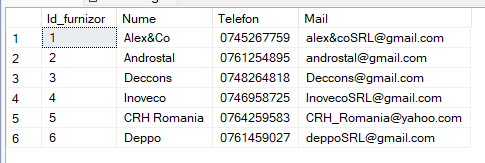 Id_furnizor Nume Telefon Mail
1 1 Alex&Co 0745267759 alex&coSRL@gmail.com
2 2 Androstal 0761254895 androstal@gmail.com
3 3 Deccons 0748264818 Deccons@gmail.com
4 4 Inoveco 0746958725 InovecoSRL@gmail.com
5 5 CRH Romania 0764259583 CRH_Romania@yahoo.com
6 6 Deppo 0761459027 deppoSRL@gmail.com